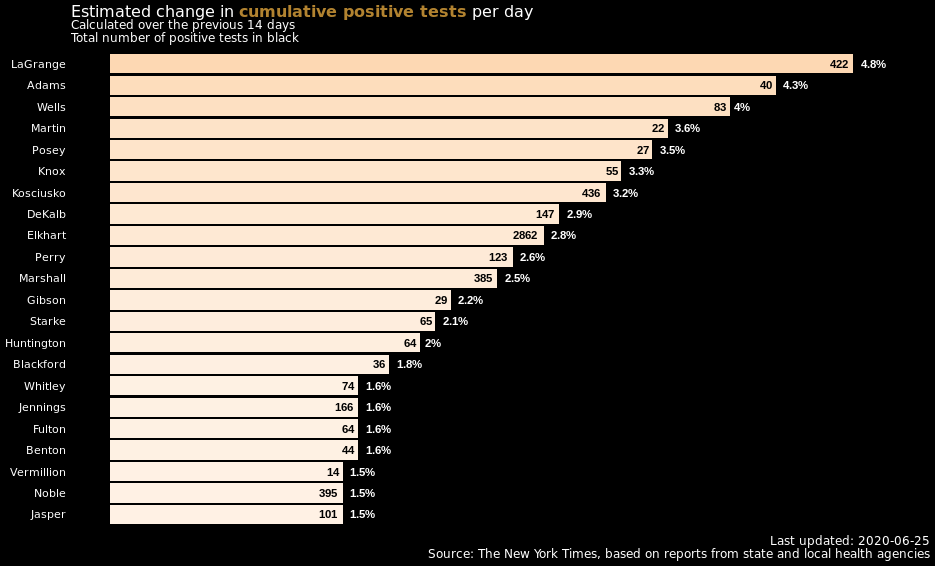 Estimated change in cumulative positive tests per day
Calculated over the previous 14 days
Total number of positive tests in black
LaGrange 422 4.8%
Adams 40 4.3%
Wells 83 4%
Martin 22 3.6%
Posey 27 3.5%
Knox 55 3.3%
Kosciusko 436 3.2%
DeKalb 147 2.9%
Elkhart 2862 2.8%
Perry 123 2.6%
Marshall 385 2.5%
Gibson 29 2.2%
Starke 65 2.1%
Huntington 64 2%
Blackford 36 1.8%
Whitley 74 1.6%
Jennings 166 1.6%
Fulton 64 1.6%
Benton 44 1.6%
Vermillion 14 1.5%
Noble 395 1.5%
Jasper 101 1.5%
Last updated: 2020-06-25
Source: The New York Times, based on reports from state and local health agencies